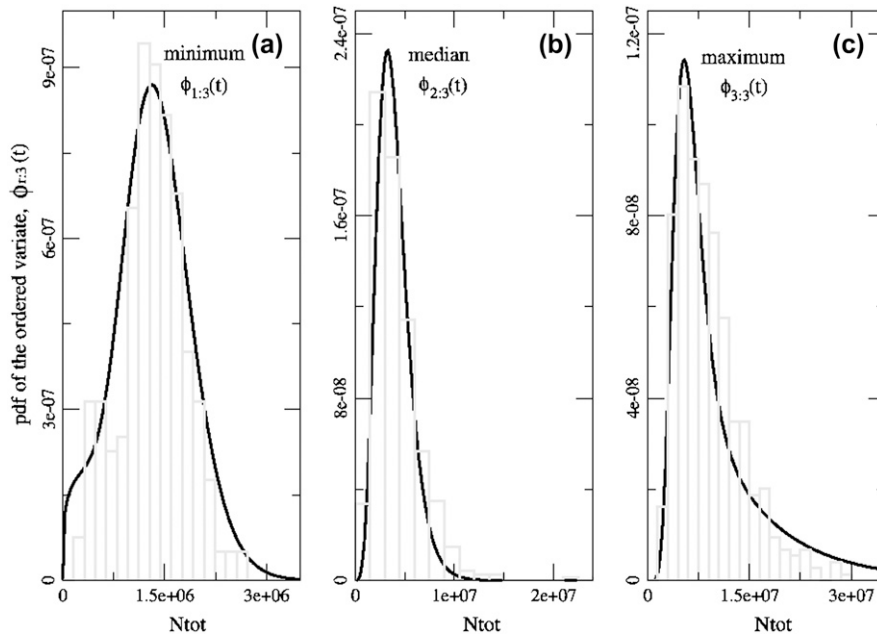 pdf of the ordered variate, ϕr:3(t)
9e-07
6e-07
3e-07
0
minimum
ϕ1:3(t)
(a)
0
1.5e+06
3e+06
Ntot
2.4e-07
1.6e-07
8e-08
0
median
ϕ2:3(t)
(b)
0
1e+07
2e+07
Ntot
1.2e-07
8e-08
4e-08
0
maximum
ϕ3:3(t)
(c)
0
1.5e+07
3e+07
Ntot